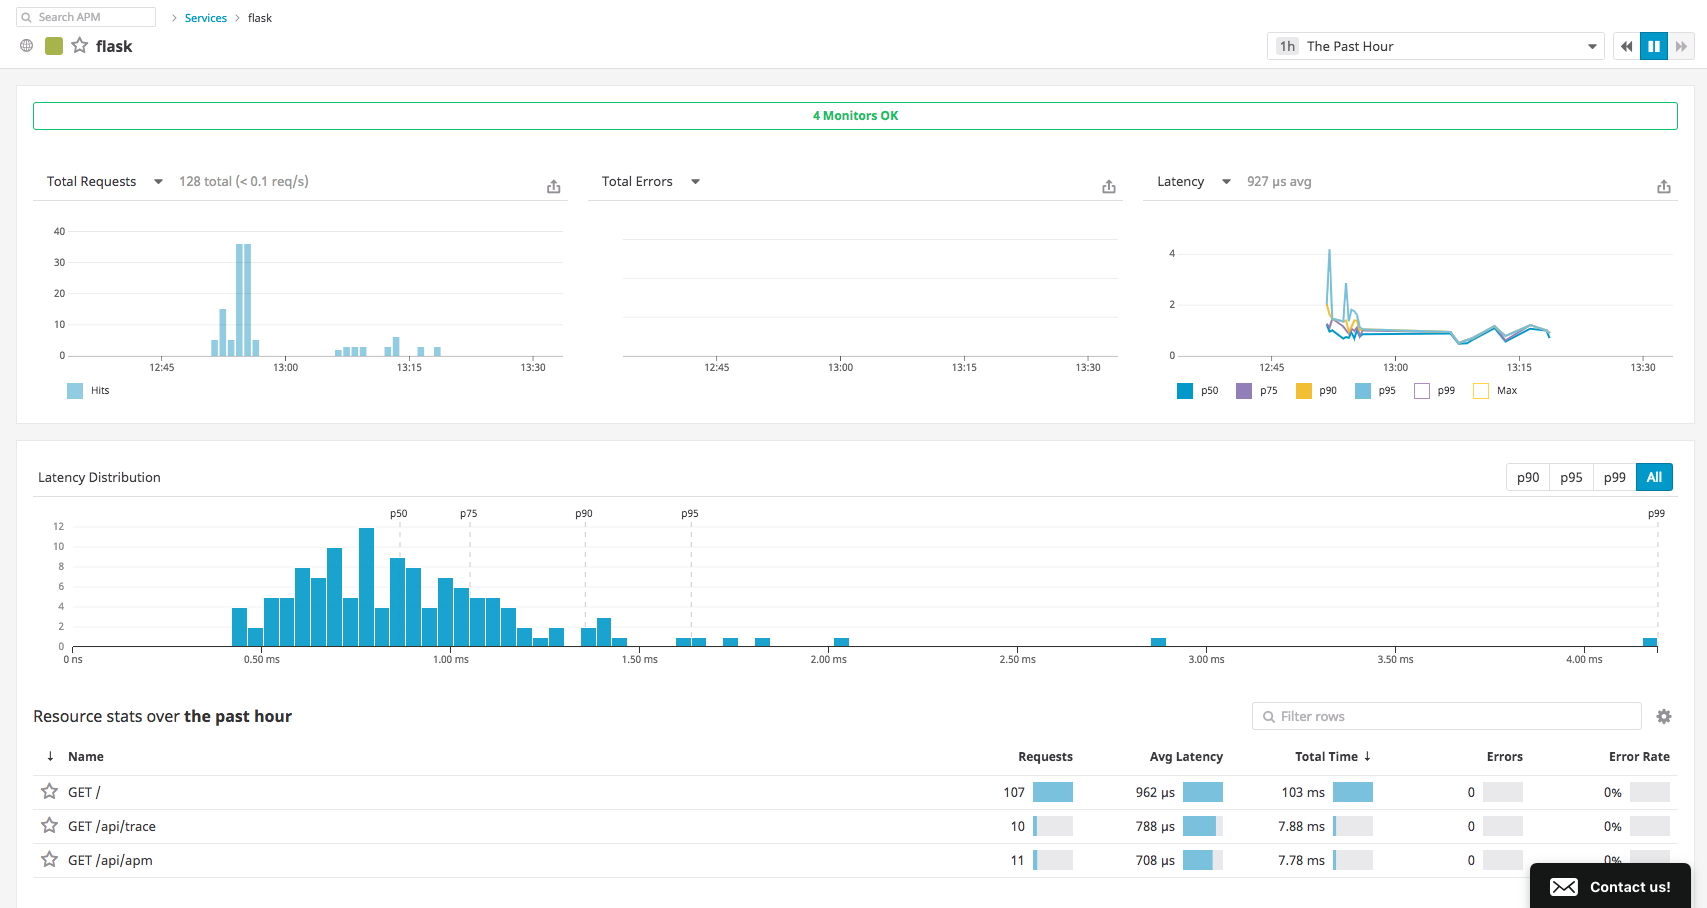 Search APM > Services > flask
flask
1h The Past Hour
4 Monitors OK
Total Requests 128 total (< 0.1 req/s)
40
30
20
10
0
12:45 13:00 13:15 13:30
Hits
Total Errors
12:45 13:00 13:15 13:30
Latency 927 µs avg
4
2
0
12:45 13:00 13:15 13:30
p50 p75 p90 p95 p99 Max
Latency Distribution
p90 p95 p99 All
p50 p75 p90 p95 p99
12
10
8
6
4
2
0
0 ns 0.50 ms 1.00 ms 1.50 ms 2.00 ms 2.50 ms 3.00 ms 3.50 ms 4.00 ms
Resource stats over the past hour
Filter rows
↓ Name Requests Avg Latency Total Time ↓ Errors Error Rate
GET / 107 962 µs 103 ms 0 0%
GET /api/trace 10 788 µs 7.88 ms 0 0%
GET /api/apm 11 708 µs 7.78 ms 0 0%
Contact us!